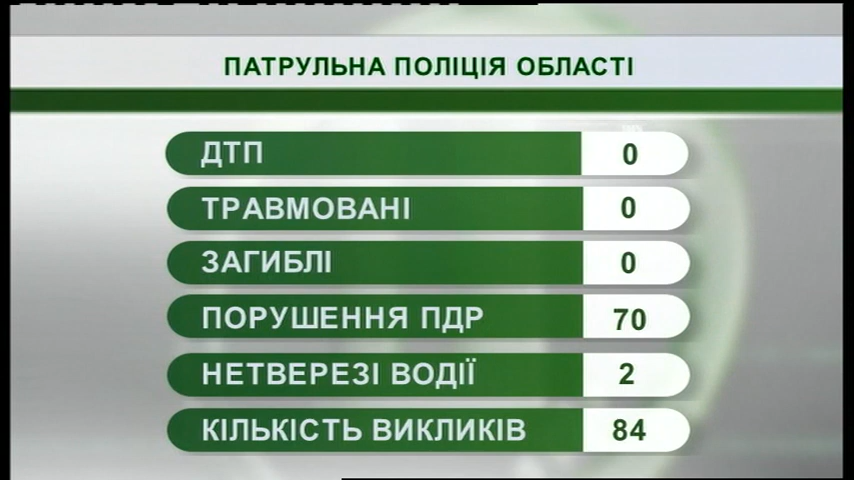 ПАТРУЛЬНА ПОЛІЦІЯ ОБЛАСТІ
ДТП 0
ТРАВМОВАНІ 0
ЗАГИБЛІ 0
ПОРУШЕННЯ ПДР 70
НЕТВЕРЕЗІ ВОДІЇ 2
КІЛЬКІСТЬ ВИКЛИКІВ 84